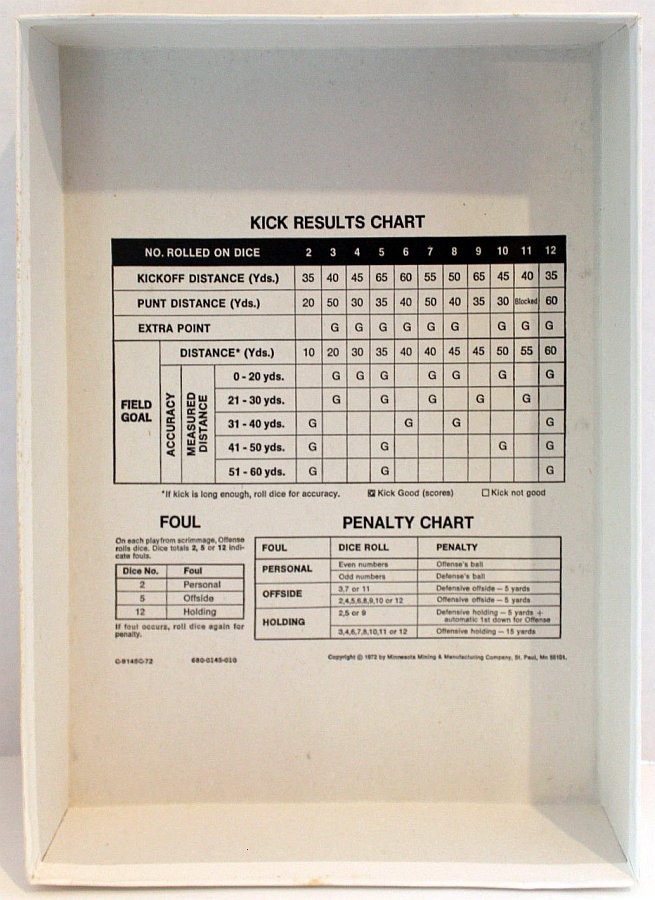 KICK RESULTS CHART
NO. ROLLED ON DICE 2 3 4 5 6 7 8 9 10 11 12
KICKOFF DISTANCE (Yds.) 35 40 45 65 60 55 50 65 45 40 35
PUNT DISTANCE (Yds.) 20 50 30 35 40 50 40 35 30 Blocked 60
EXTRA POINT G G G G G G G G G
FIELD GOAL
ACCURACY
MEASURED DISTANCE
DISTANCE* (Yds.) 10 20 30 35 40 40 45 45 50 55 60
0 - 20 yds. G G G G G G G
21 - 30 yds. G G G G G
31 - 40 yds. G G G G
41 - 50 yds. G G G G
51 - 60 yds. G G G
*If kick is long enough, roll dice for accuracy. G Kick Good (scores) Kick not good
FOUL
On each play from scrimmage, Offense
rolls dice. Dice totals 2, 5 or 12 indi-
cate fouls.
Dice No. Foul
2 Personal
5 Offside
12 Holding
If foul occurs, roll dice again for
penalty.
PENALTY CHART
FOUL DICE ROLL PENALTY
PERSONAL Even numbers Offense's ball
Odd numbers Defense's ball
OFFSIDE 3,7 or 11 Defensive offside — 5 yards
2,4,5,6,8,9,10 or 12 Offensive offside — 5 yards
HOLDING 2,5 or 9 Defensive holding — 5 yards +
automatic 1st down for Offense
3,4,6,7,8,10,11 or 12 Offensive holding — 15 yards
C-9145C-72 680-0149-010
Copyright © 1972 by Minnesota Mining & Manufacturing Company, St. Paul, Mn 55101.